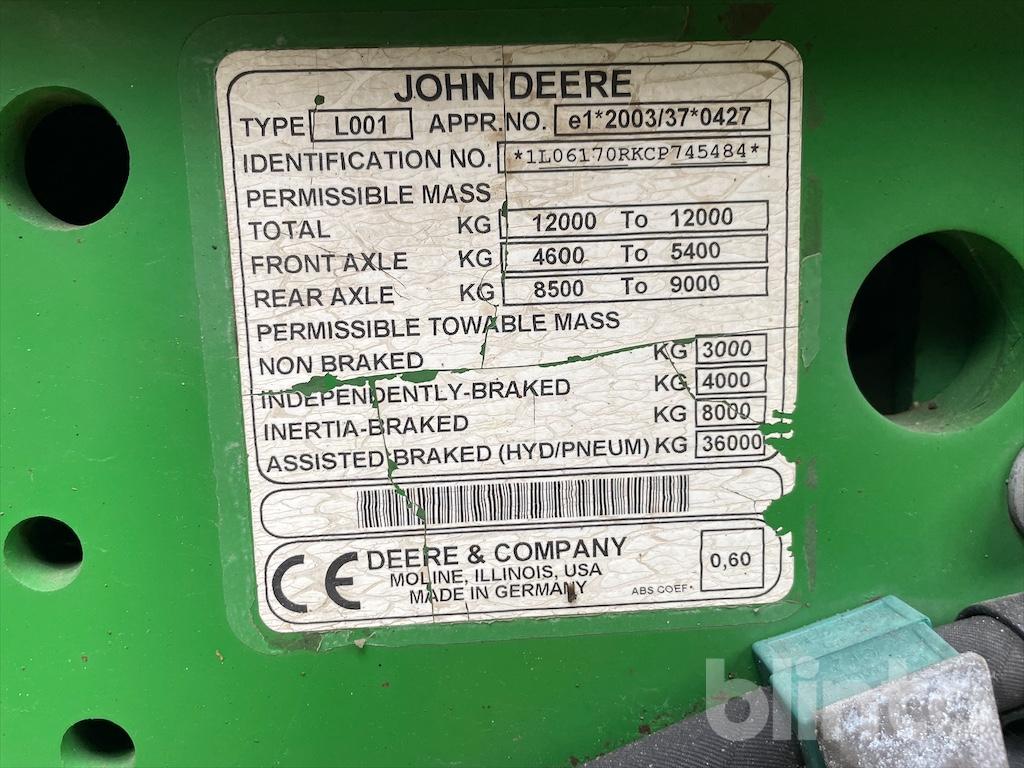 JOHN DEERE
TYPE L001 APPR.NO. e1*2003/37*0427
IDENTIFICATION NO. *1L06170RKCP745484*
PERMISSIBLE MASS
TOTAL KG 12000 To 12000
FRONT AXLE KG 4600 To 5400
REAR AXLE KG 8500 To 9000
PERMISSIBLE TOWABLE MASS
NON BRAKED KG 3000
INDEPENDENTLY-BRAKED KG 4000
INERTIA-BRAKED KG 8000
ASSISTED BRAKED (HYD/PNEUM) KG 36000
CE DEERE & COMPANY
MOLINE, ILLINOIS, USA
MADE IN GERMANY
ABS COEF. 0,60
blinto